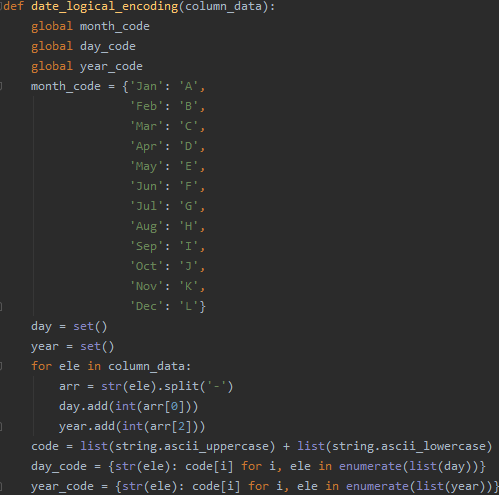 def date_logical_encoding(column_data):
    global month_code
    global day_code
    global year_code
    month_code = {'Jan': 'A',
                  'Feb': 'B',
                  'Mar': 'C',
                  'Apr': 'D',
                  'May': 'E',
                  'Jun': 'F',
                  'Jul': 'G',
                  'Aug': 'H',
                  'Sep': 'I',
                  'Oct': 'J',
                  'Nov': 'K',
                  'Dec': 'L'}
    day = set()
    year = set()
    for ele in column_data:
        arr = str(ele).split('-')
        day.add(int(arr[0]))
        year.add(int(arr[2]))
    code = list(string.ascii_uppercase) + list(string.ascii_lowercase)
    day_code = {str(ele): code[i] for i, ele in enumerate(list(day))}
    year_code = {str(ele): code[i] for i, ele in enumerate(list(year))}